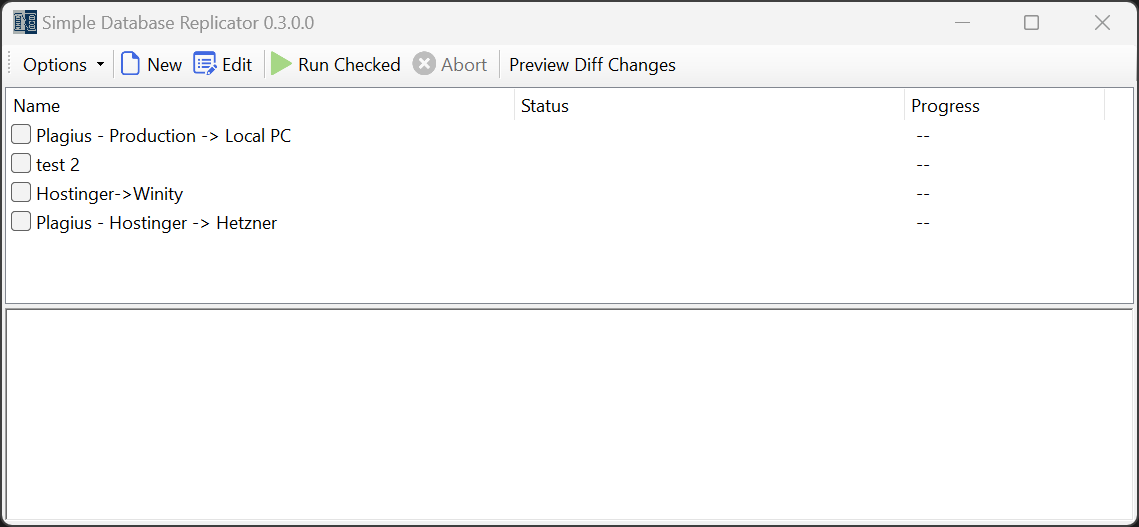 Simple Database Replicator 0.3.0.0
Options New Edit Run Checked Abort Preview Diff Changes
Name Status Progress
Plagius - Production -> Local PC --
test 2 --
Hostinger->Winity --
Plagius - Hostinger -> Hetzner --